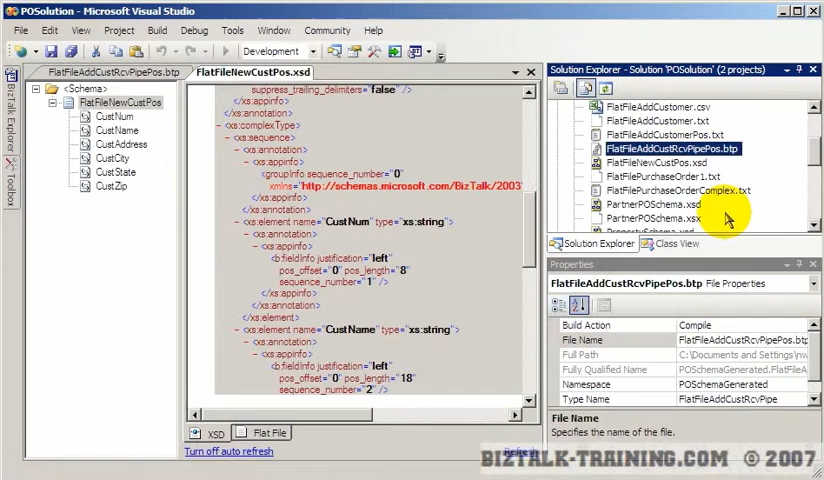 POSolution - Microsoft Visual Studio
File Edit View Project Build Debug Tools Window Community Help
Development
BizTalk Explorer
Toolbox
FlatFileAddCustRcvPipePos.btp FlatFileNewCustPos.xsd
<Schema>
FlatFileNewCustPos
CustNum
CustName
CustAddress
CustCity
CustState
CustZip
suppress_trailing_delimiters="false" />
</xs:appinfo>
</xs:annotation>
<xs:complexType>
<xs:sequence>
<xs:annotation>
<xs:appinfo>
<groupInfo sequence_number="0"
xmlns="http://schemas.microsoft.com/BizTalk/2003"
</xs:appinfo>
</xs:annotation>
<xs:element name="CustNum" type="xs:string">
<xs:annotation>
<xs:appinfo>
<b:fieldInfo justification="left"
pos_offset="0" pos_length="8"
sequence_number="1" />
</xs:appinfo>
</xs:annotation>
</xs:element>
<xs:element name="CustName" type="xs:string">
<xs:annotation>
<xs:appinfo>
<b:fieldInfo justification="left"
pos_offset="0" pos_length="18"
sequence_number="2" />
XSD Flat File
Turn off auto refresh Refresh
Solution Explorer - Solution 'POSolution' (2 projects)
FlatFileAddCustomer.csv
FlatFileAddCustomer.txt
FlatFileAddCustomerPos.txt
FlatFileAddCustRcvPipePos.btp
FlatFileNewCustPos.xsd
FlatFilePurchaseOrder1.txt
FlatFilePurchaseOrderComplex.txt
PartnerPOSchema.xsd
PartnerPOSchema.xsx
PropertySchema.xsd
Solution Explorer Class View
Properties
FlatFileAddCustRcvPipePos.btp File Properties
Build Action Compile
File Name FlatFileAddCustRcvPipePos.btp
Full Path C:\Documents and Settings\nw
Fully Qualified Name POSchemaGenerated.FlatFileA
Namespace POSchemaGenerated
Type Name FlatFileAddCustRcvPipe
File Name
Specifies the name of the file.
BIZTALK-TRAINING.COM © 2007